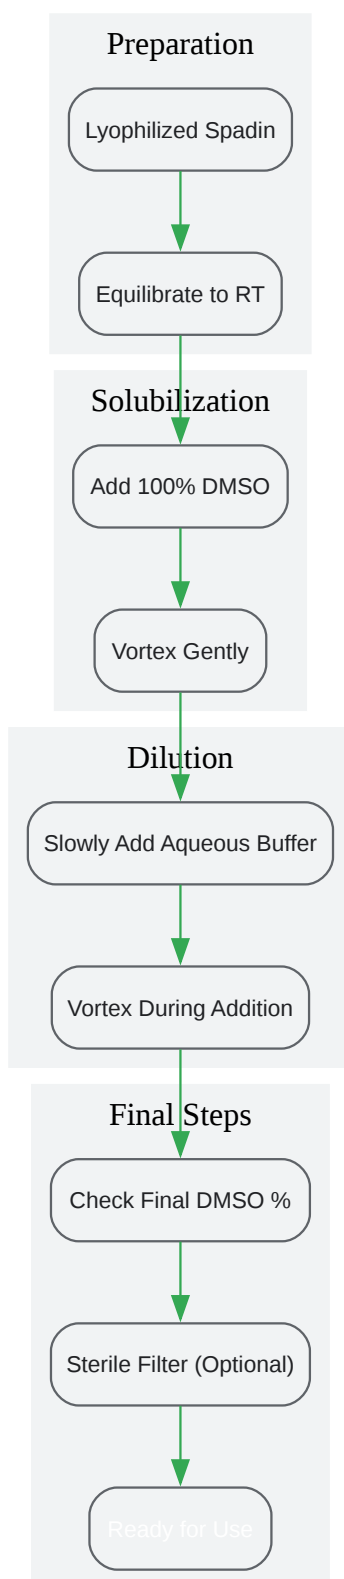 Preparation
Lyophilized Spadin
Equilibrate to RT
Solubilization
Add 100% DMSO
Vortex Gently
Dilution
Slowly Add Aqueous Buffer
Vortex During Addition
Final Steps
Check Final DMSO %
Sterile Filter (Optional)
Ready for Use